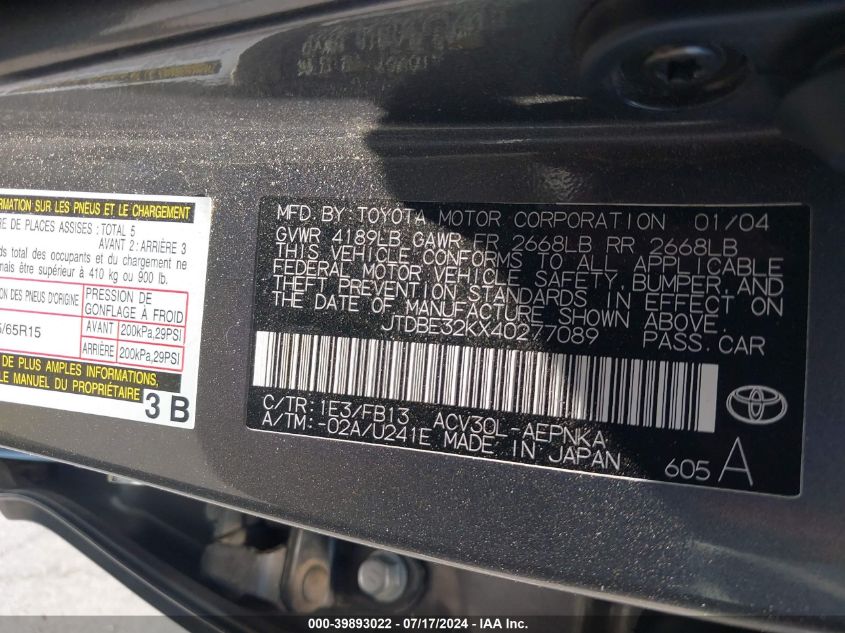 RMATION SUR LES PNEUS ET LE CHARGEMENT
RE DE PLACES ASSISES : TOTAL 5
AVANT 2: ARRIÈRE 3
ds total des occupants et du chargement ne
mais être supérieur à 410 kg ou 900 lb.
ION DES PNEUS D'ORIGINE
PRESSION DE
GONFLAGE À FROID
/65R15
AVANT 200kPa,29PSI
ARRIÈRE 200kPa,29PSI
DE PLUS AMPLES INFORMATIONS,
LE MANUEL DU PROPRIÉTAIRE
3 B
MFD. BY: TOYOTA MOTOR CORPORATION 01/04
GVWR 4189LB GAWR FR 2668LB RR 2668LB
THIS VEHICLE CONFORMS TO ALL APPLICABLE
FEDERAL MOTOR VEHICLE SAFETY, BUMPER, AND
THEFT PREVENTION STANDARDS IN EFFECT ON
THE DATE OF MANUFACTURE SHOWN ABOVE.
JTDBE32KX40277089 PASS. CAR
C/TR: 1E3/FB13 ACV30L-AEPNKA
A/TM: -02A/U241E MADE IN JAPAN
605 A
TOYOTA
000-39893022 - 07/17/2024 - IAAI.com